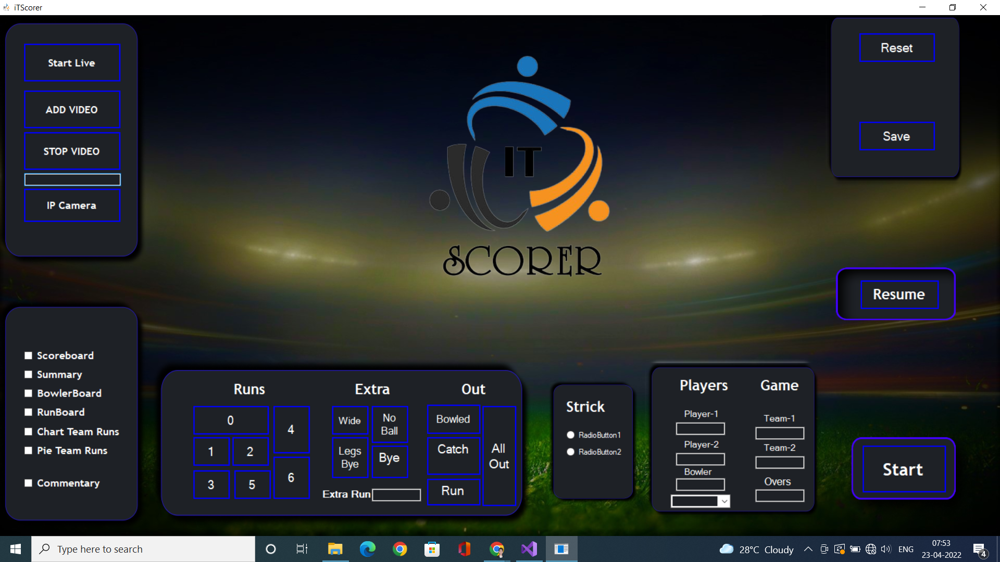 iTScorer
Start Live
ADD VIDEO
STOP VIDEO
IP Camera
Reset
Save
IT
SCORER
Resume
Scoreboard
Summary
BowlerBoard
RunBoard
Chart Team Runs
Pie Team Runs
Commentary
Runs
0
4
1
2
3
5
6
Extra
Wide
No
Ball
Legs
Bye
Bye
Extra Run
Out
Bowled
Catch
Run
All
Out
Strick
RadioButton1
RadioButton2
Players
Player-1
Player-2
Bowler
Game
Team-1
Team-2
Overs
Start
Type here to search
28°C Cloudy
ENG
07:53
23-04-2022
4